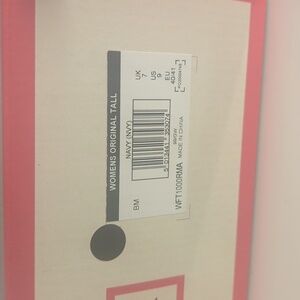 WOMENS ORIGINAL TALL
NAVY (NVY)
BM
UK
7
US
9
EU
40/41
MADE IN CHINA
WFT1000RMA